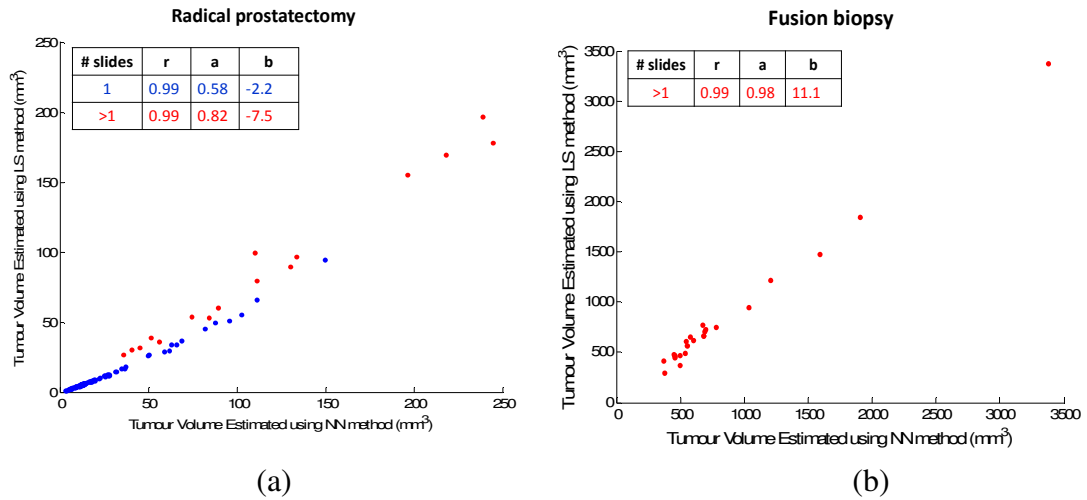 Radical prostatectomy
250
200
150
100
50
0
Tumour Volume Estimated using LS method (mm³)
# slides r a b
1 0.99 0.58 -2.2
>1 0.99 0.82 -7.5
0 50 100 150 200 250
Tumour Volume Estimated using NN method (mm³)
(a)
Fusion biopsy
3500
3000
2500
2000
1500
1000
500
0
Tumour Volume Estimated using LS method (mm³)
# slides r a b
>1 0.99 0.98 11.1
0 500 1000 1500 2000 2500 3000 3500
Tumour Volume Estimated using NN method (mm³)
(b)